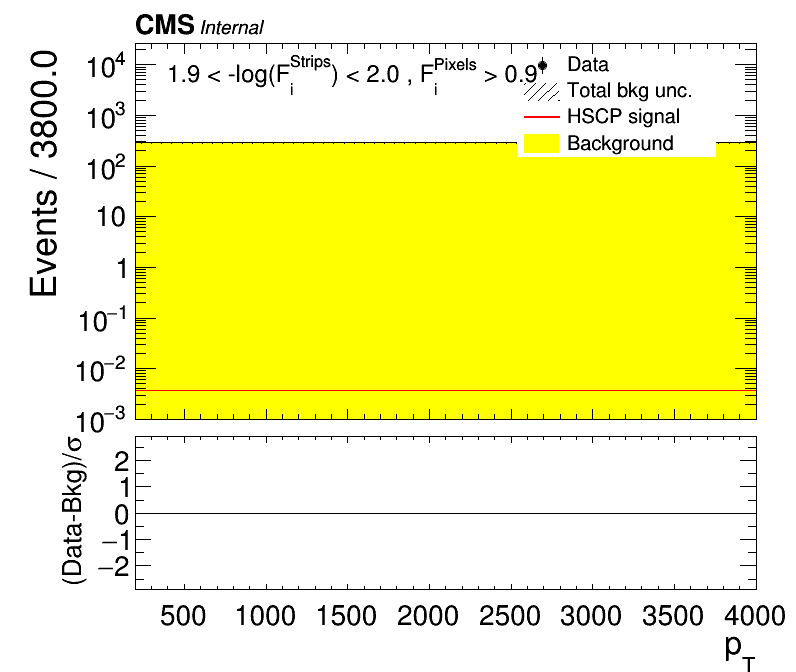 CMS Internal
1.9 < -log(F_i^Strips) < 2.0 , F_i^Pixels > 0.9
Data
Total bkg unc.
HSCP signal
Background
Events / 3800.0
10^4
10^3
10^2
10
1
10^−1
10^−2
10^−3
(Data-Bkg)/σ
2
1
0
−1
−2
500 1000 1500 2000 2500 3000 3500 4000
p_T